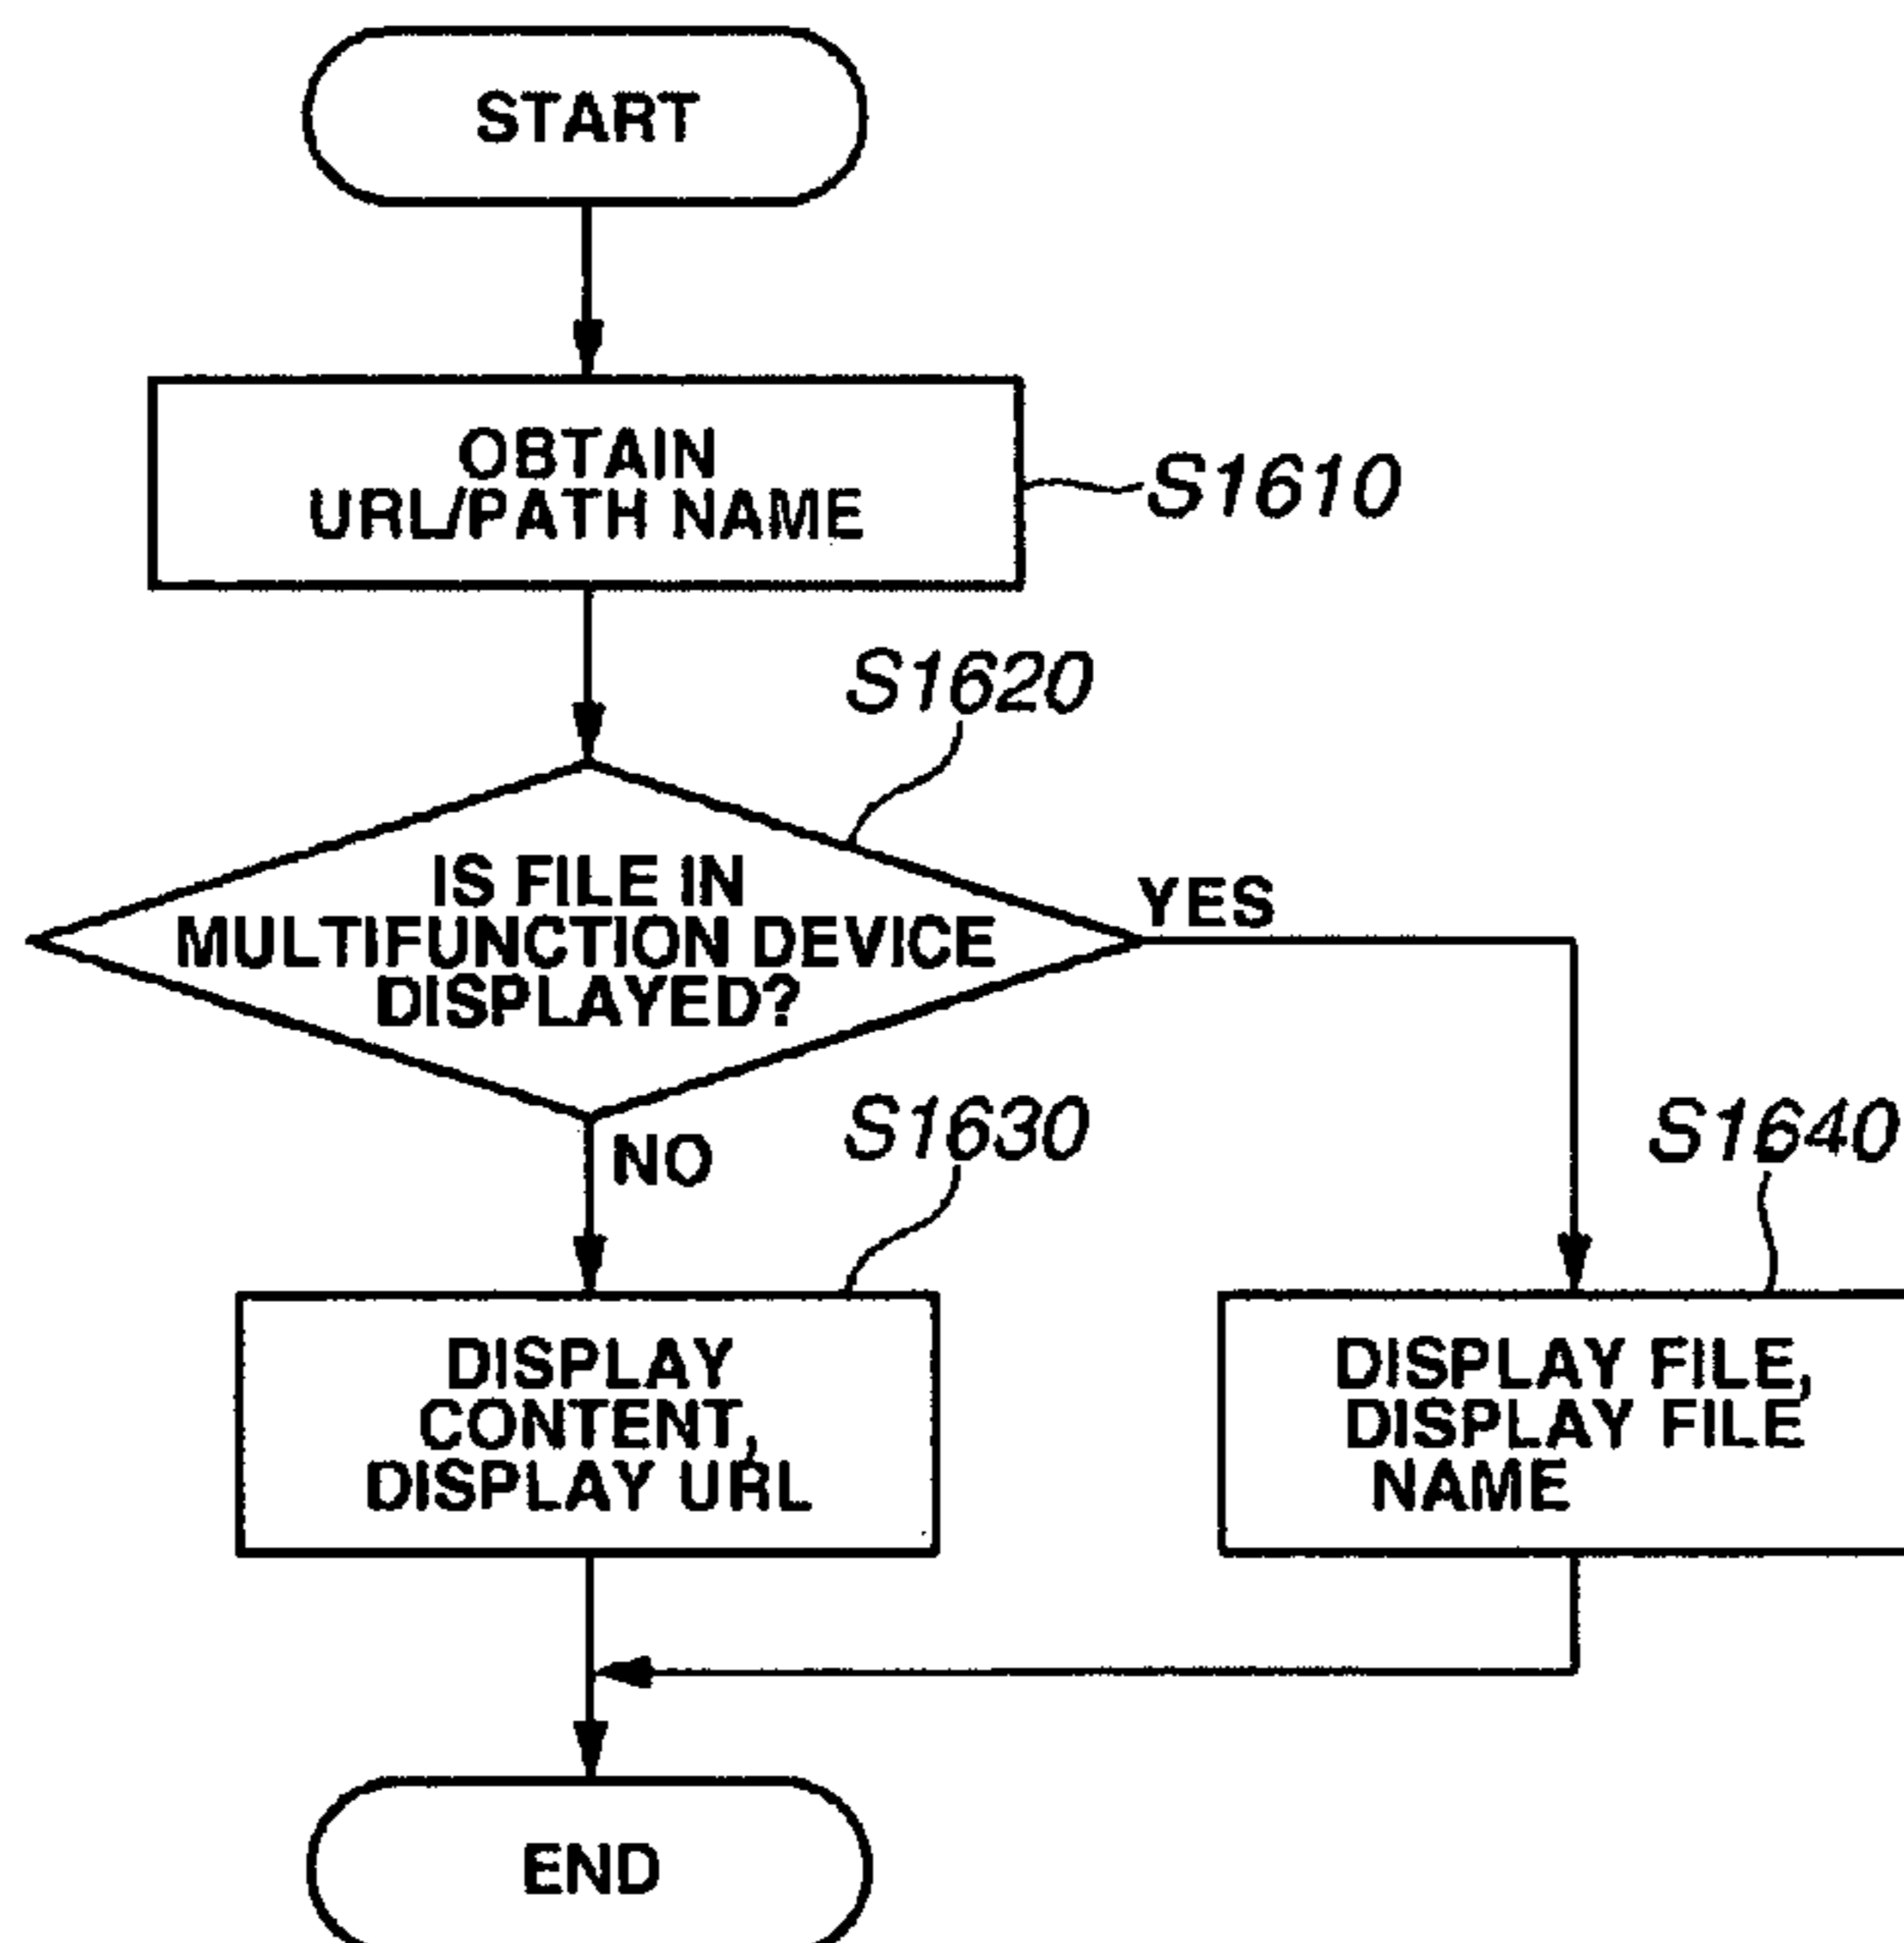 START
OBTAIN
URL/PATH NAME
S1610
S1620
IS FILE IN
MULTIFUNCTION DEVICE
DISPLAYED?
YES
NO
S1630
S1640
DISPLAY
CONTENT,
DISPLAY URL
DISPLAY FILE,
DISPLAY FILE
NAME
END